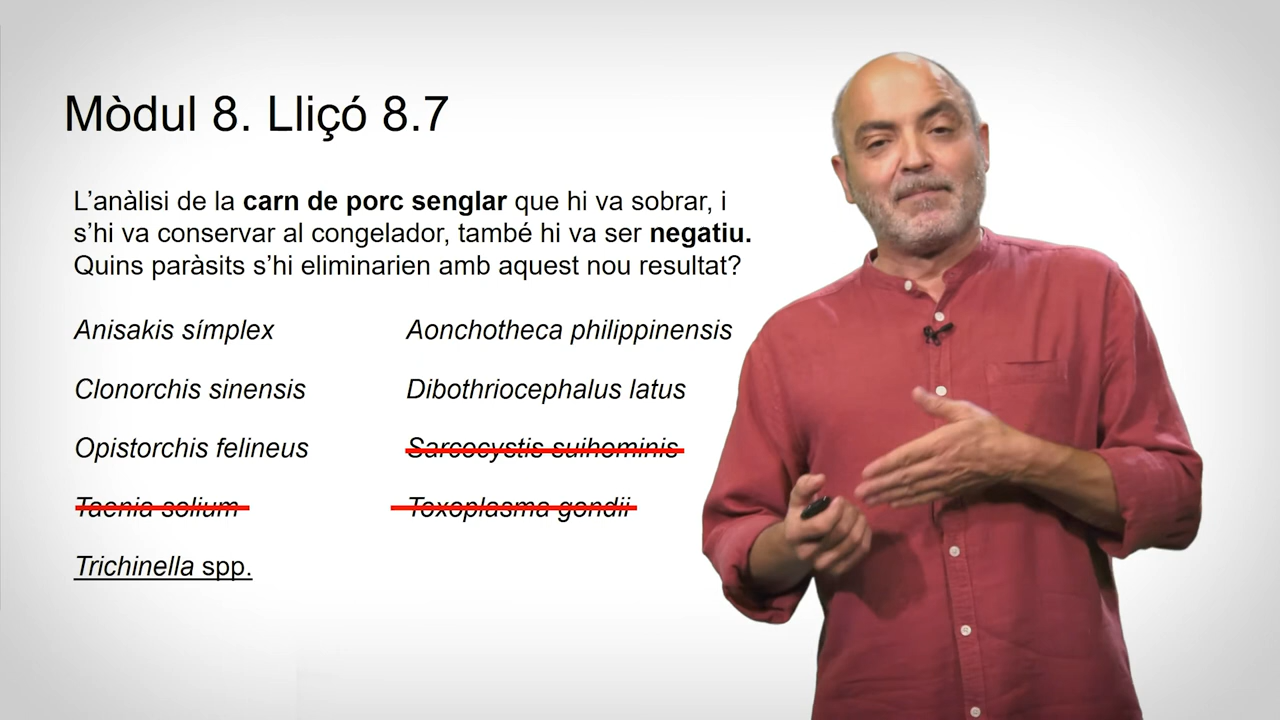 Mòdul 8. Lliçó 8.7
L’anàlisi de la carn de porc senglar que hi va sobrar, i
s’hi va conservar al congelador, també hi va ser negatiu.
Quins paràsits s’hi eliminarien amb aquest nou resultat?
Anisakis símplex
Aonchotheca philippinensis
Clonorchis sinensis
Dibothriocephalus latus
Opistorchis felineus
Sarcocystis suihominis
Taenia solium
Toxoplasma gondii
Trichinella spp.